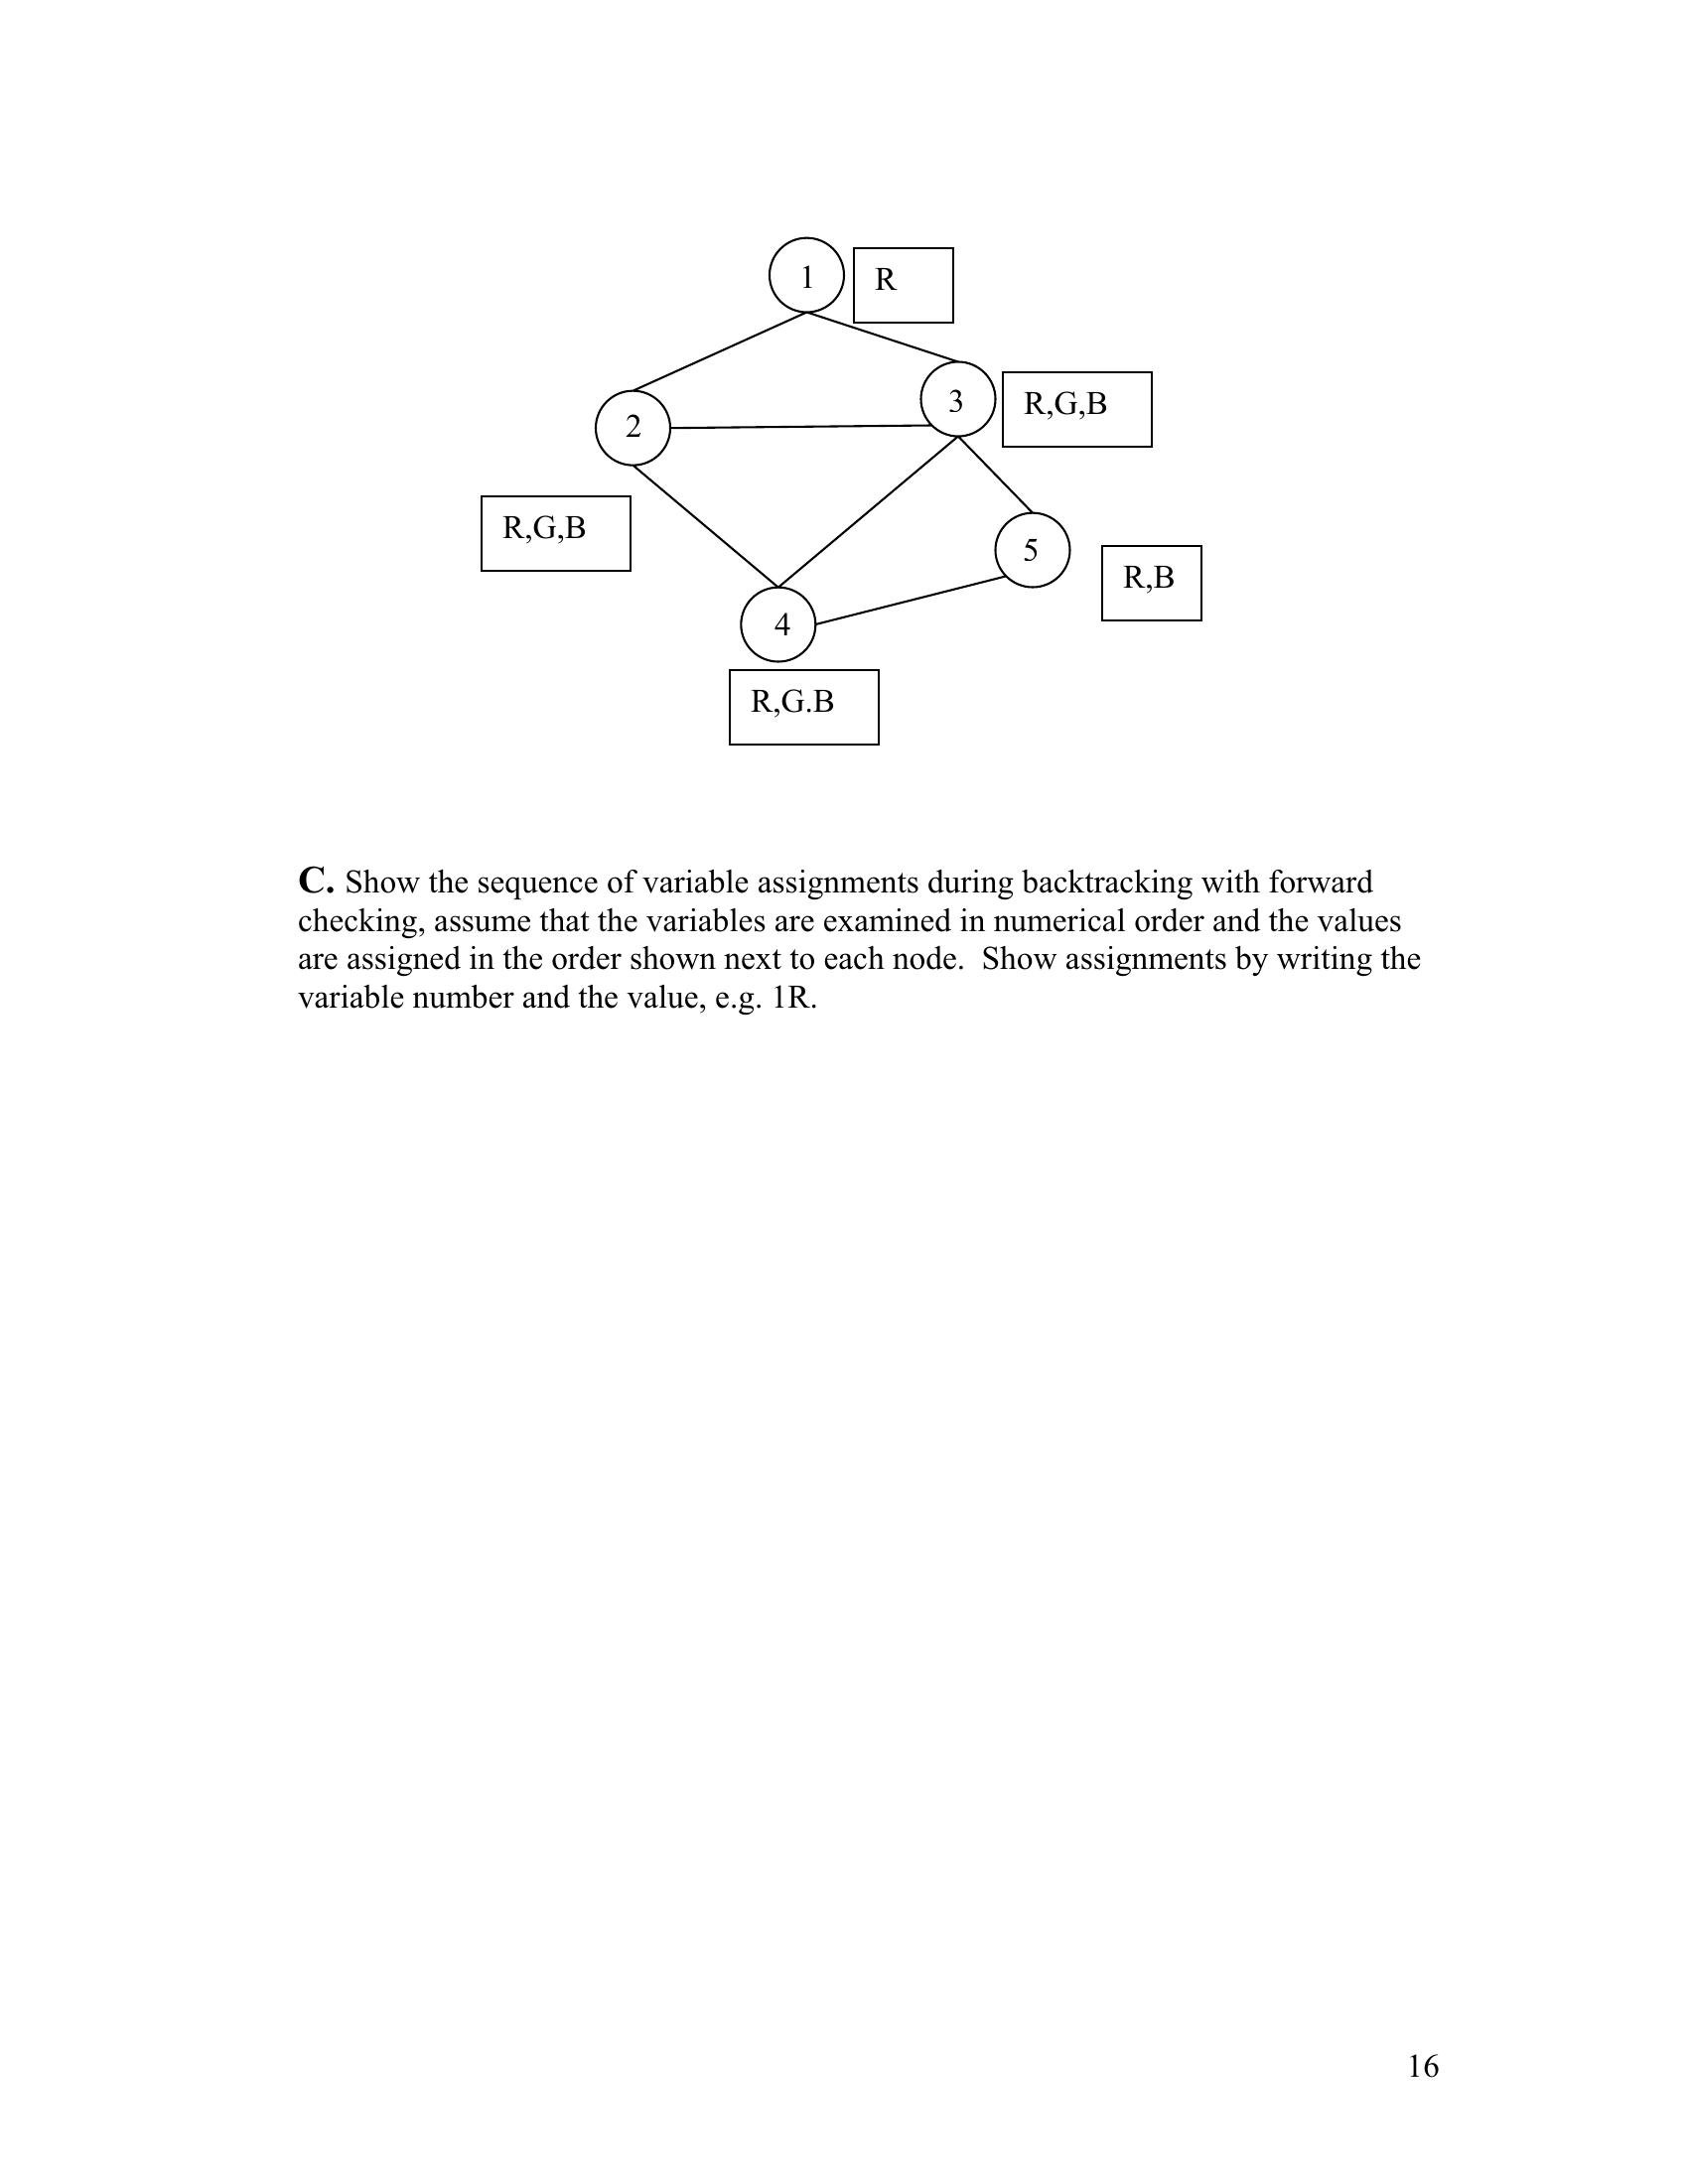 1
R
3
R,G,B
2
R,G,B
5
R,B
4
R,G.B
C. Show the sequence of variable assignments during backtracking with forward
checking, assume that the variables are examined in numerical order and the values
are assigned in the order shown next to each node.  Show assignments by writing the
variable number and the value, e.g. 1R.
16